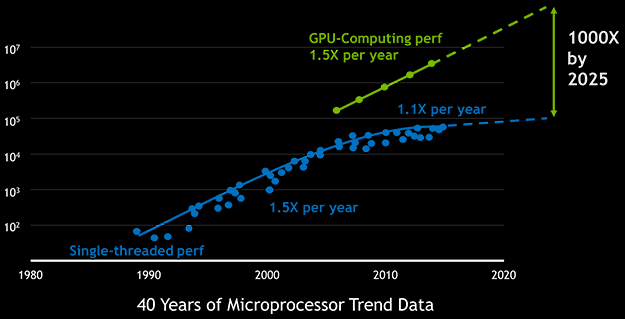 GPU-Computing perf
1.5X per year
1000X
by
2025
10⁷
10⁶
1.1X per year
10⁵
10⁴
10³
1.5X per year
10²
Single-threaded perf
1980 1990 2000 2010 2020
40 Years of Microprocessor Trend Data